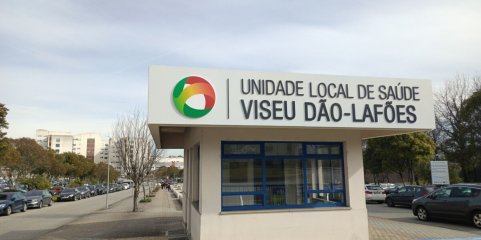 UNIDADE LOCAL DE SAÚDE
VISEU DÃO-LAFÕES